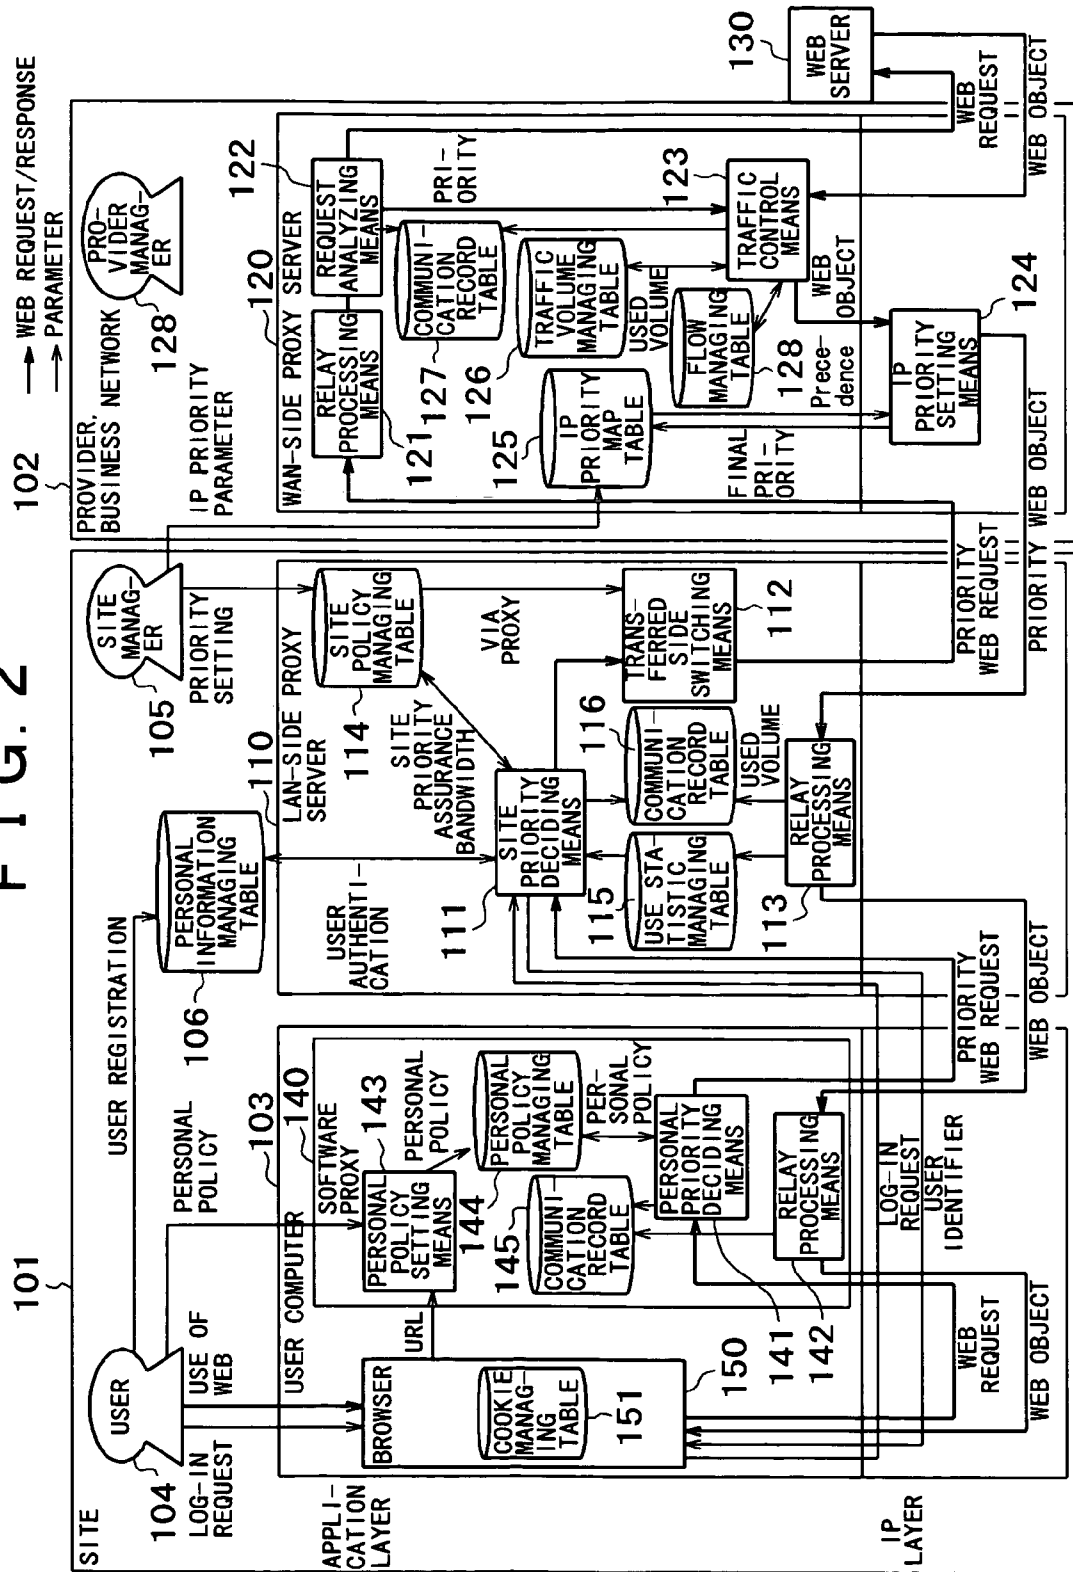 FIG. 2
WEB REQUEST/RESPONSE
PARAMETER
101
SITE
USER
104
LOG-IN
REQUEST
USE OF
WEB
USER REGISTRATION
PERSONAL
POLICY
PERSONAL
INFORMATION
MANAGING
TABLE
106
SITE
MANAG-
ER
105
PRIORITY
SETTING
102
PROVIDER,
BUSINESS NETWORK
PRO-
VIDER
MANAG-
ER
128
IP PRIORITY
PARAMETER
APPLI-
CATION
LAYER
IP
LAYER
103
USER COMPUTER
BROWSER
COOKIE
MANAG-
ING
TABLE
151
150
URL
140
SOFTWARE
PROXY
PERSONAL
POLICY
SETTING
MEANS
143
PERSONAL POLICY
PERSONAL
POLICY
MANAGING
TABLE
144
PER-
SONAL POLICY
COMMUNI-
CATION
RECORD
TABLE
145
PERSONAL
PRIORITY
DECIDING
MEANS
141
RELAY
PROCESSING
MEANS
142
WEB
REQUEST
WEB OBJECT
LOG-IN
REQUEST
USER
IDENTIFIER
PRIORITY
WEB REQUEST
WEB OBJECT
110
LAN-SIDE PROXY
SERVER
USER
AUTHENTI-
CATION
SITE
PRIORITY
DECIDING
MEANS
111
SITE
PRIORITY
ASSURANCE
BANDWIDTH
SITE
POLICY
MANAGING
TABLE
114
VIA
PROXY
TRANS-
FERRED
SIDE
SWITCHING
MEANS
112
USE STA-
TISTIC
MANAGING
TABLE
115
COMMUNI-
CATION
RECORD
TABLE
116
USED
VOLUME
RELAY
PROCESSING
MEANS
113
PRIORITY
WEB REQUEST
PRIORITY WEB OBJECT
120
WAN-SIDE PROXY SERVER
RELAY
PROCESSING
MEANS
121
REQUEST
ANALYZING
MEANS
122
PRI-
ORITY
COMMUNI-
CATION
RECORD
TABLE
127
TRAFFIC
VOLUME
MANAGING
TABLE
126
USED
VOLUME
TRAFFIC
CONTROL
MEANS
123
FLOW
MANAGING
TABLE
128
IP
PRIORITY
MAP
TABLE
125
FINAL
PRI-
ORITY
Prece-
dence
WEB
OBJECT
IP
PRIORITY
SETTING
MEANS
124
WEB
SERVER
130
WEB
REQUEST
WEB OBJECT